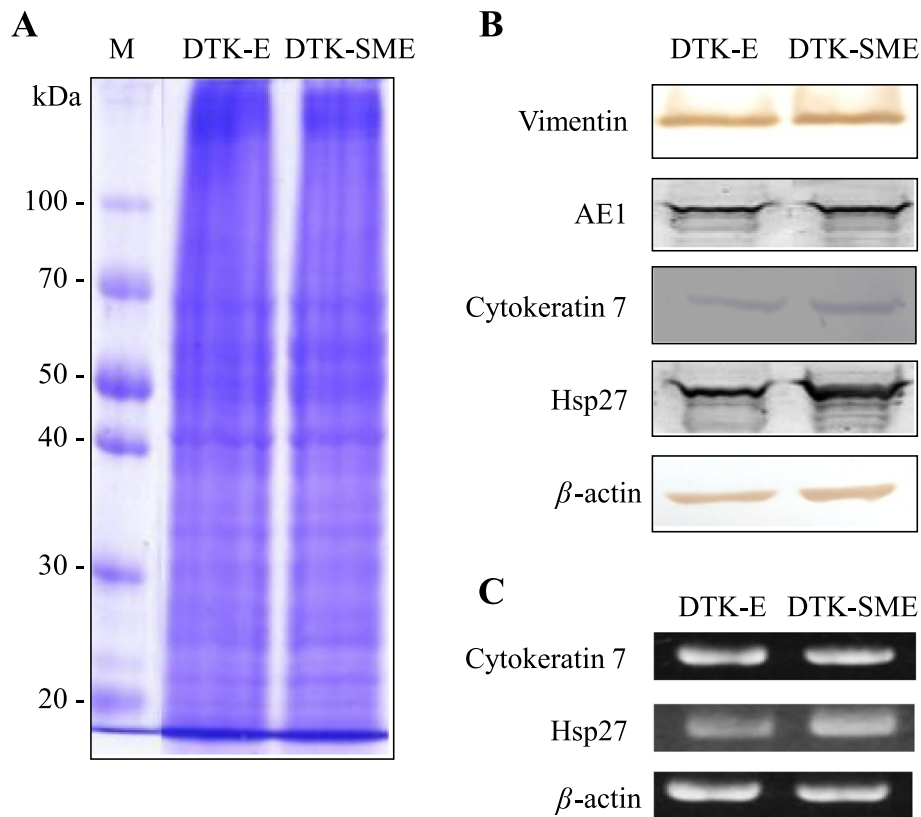 A
M DTK-E DTK-SME
kDa
100 -
70 -
50 -
40 -
30 -
20 -
B
DTK-E DTK-SME
Vimentin
AE1
Cytokeratin 7
Hsp27
β-actin
C
DTK-E DTK-SME
Cytokeratin 7
Hsp27
β-actin